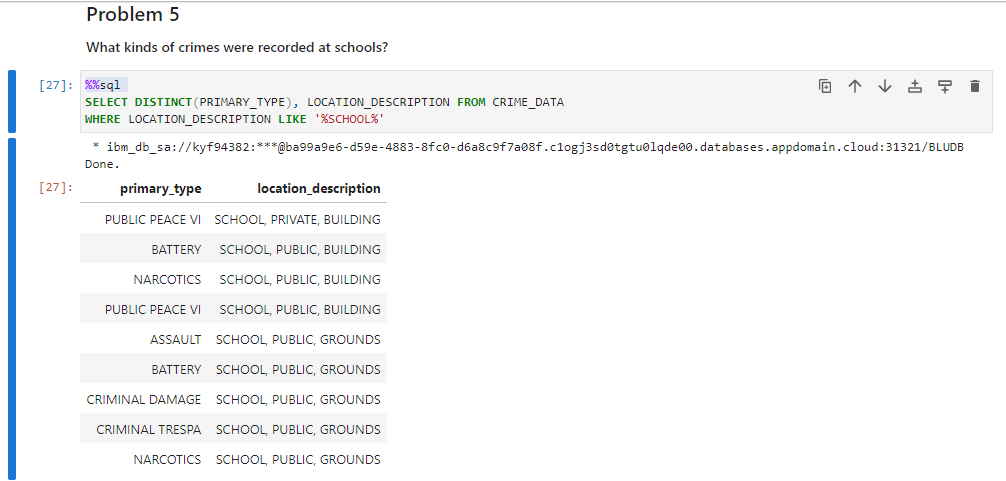 Problem 5
What kinds of crimes were recorded at schools?
[27]: %%sql
SELECT DISTINCT(PRIMARY_TYPE), LOCATION_DESCRIPTION FROM CRIME_DATA
WHERE LOCATION_DESCRIPTION LIKE '%SCHOOL%'
* ibm_db_sa://kyf94382:***@ba99a9e6-d59e-4883-8fc0-d6a8c9f7a08f.c1ogj3sd0tgtu0lqde00.databases.appdomain.cloud:31321/BLUDB
Done.
[27]: primary_type location_description
PUBLIC PEACE VI SCHOOL, PRIVATE, BUILDING
BATTERY SCHOOL, PUBLIC, BUILDING
NARCOTICS SCHOOL, PUBLIC, BUILDING
PUBLIC PEACE VI SCHOOL, PUBLIC, BUILDING
ASSAULT SCHOOL, PUBLIC, GROUNDS
BATTERY SCHOOL, PUBLIC, GROUNDS
CRIMINAL DAMAGE SCHOOL, PUBLIC, GROUNDS
CRIMINAL TRESPA SCHOOL, PUBLIC, GROUNDS
NARCOTICS SCHOOL, PUBLIC, GROUNDS